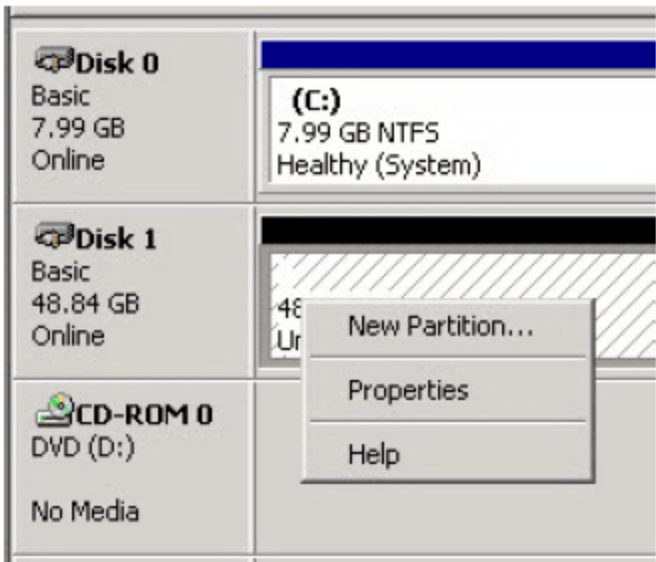 Disk 0
Basic
7.99 GB
Online
(C:)
7.99 GB NTFS
Healthy (System)
Disk 1
Basic
48.84 GB
Online
New Partition...
Properties
Help
CD-ROM 0
DVD (D:)
No Media